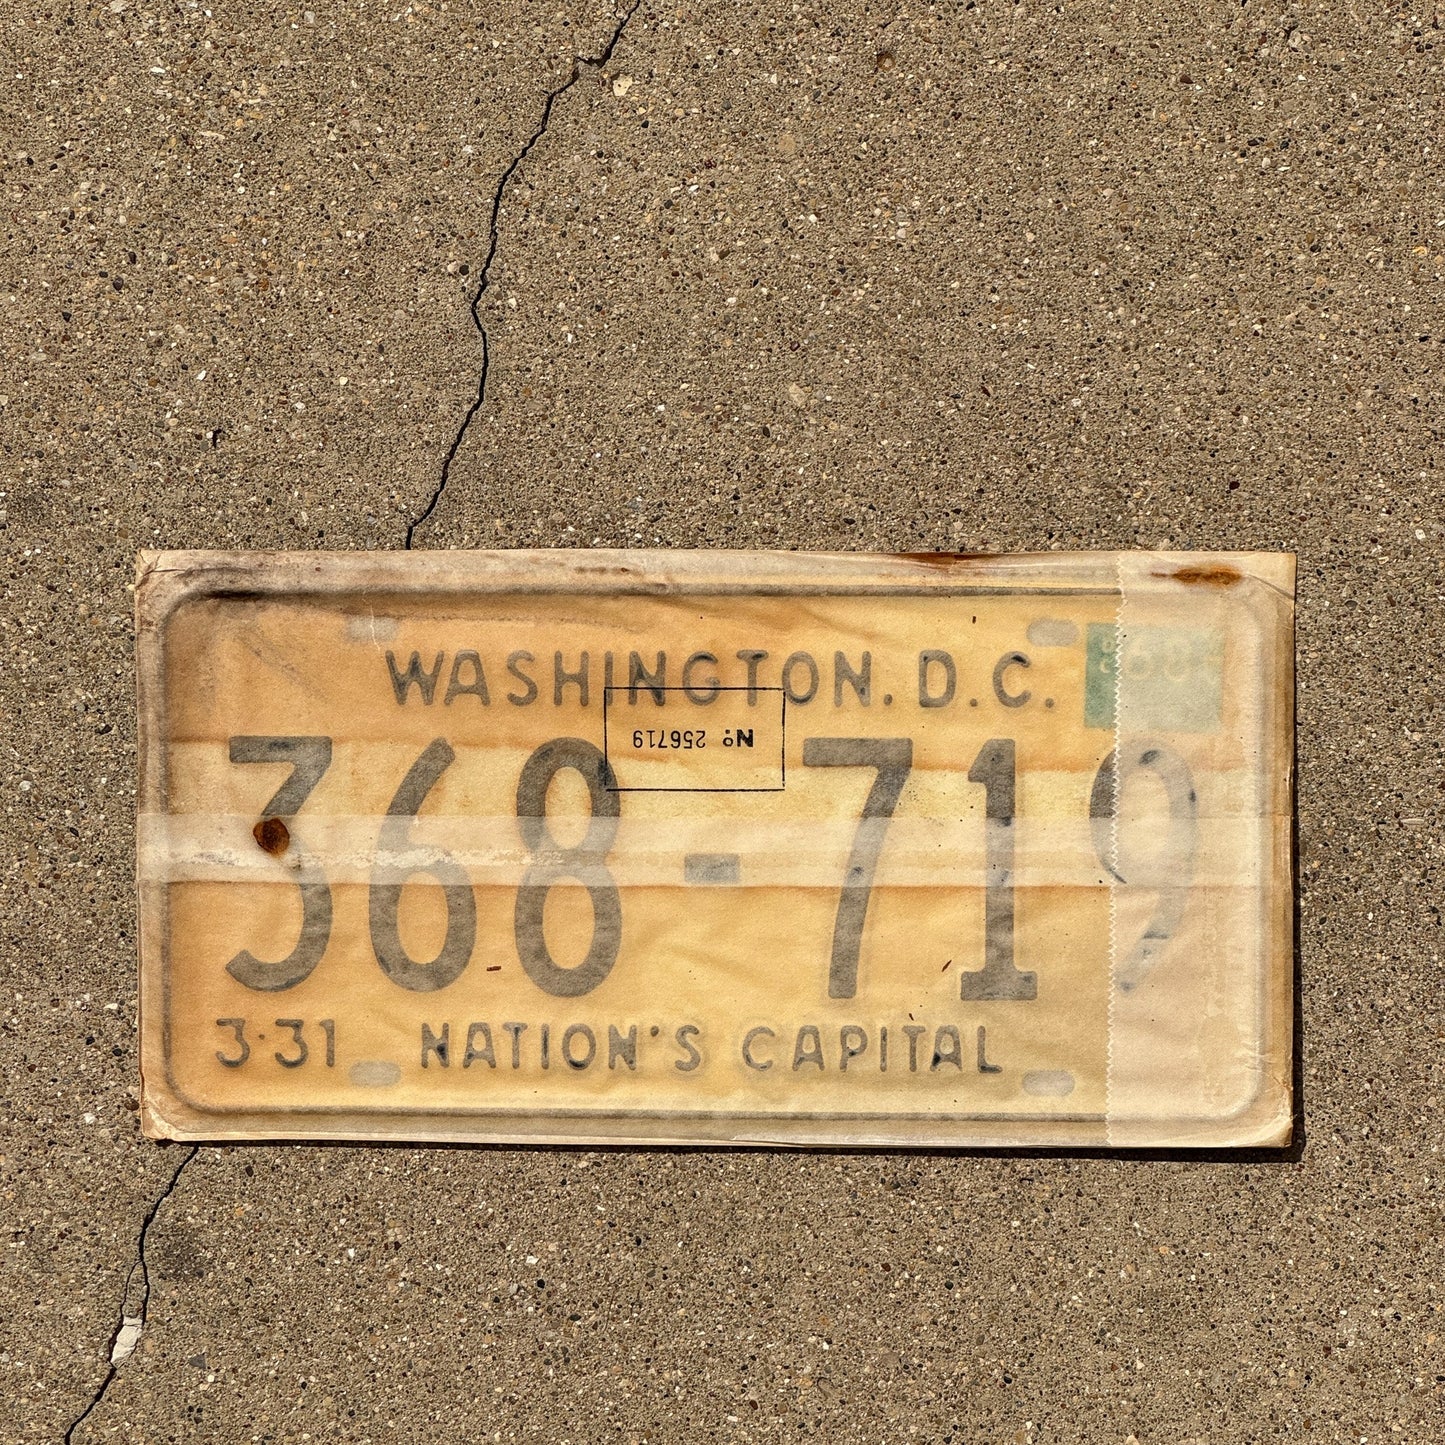 WASHINGTON. D.C.
Nº 256719
368-719
3·31 NATION'S CAPITAL